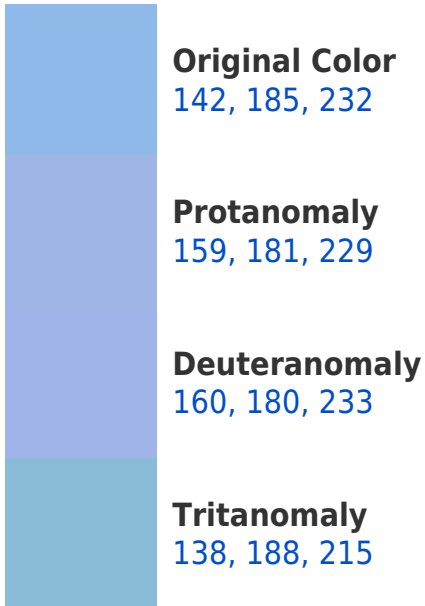 Original Color
142, 185, 232
Protanomaly
159, 181, 229
Deuteranomaly
160, 180, 233
Tritanomaly
138, 188, 215